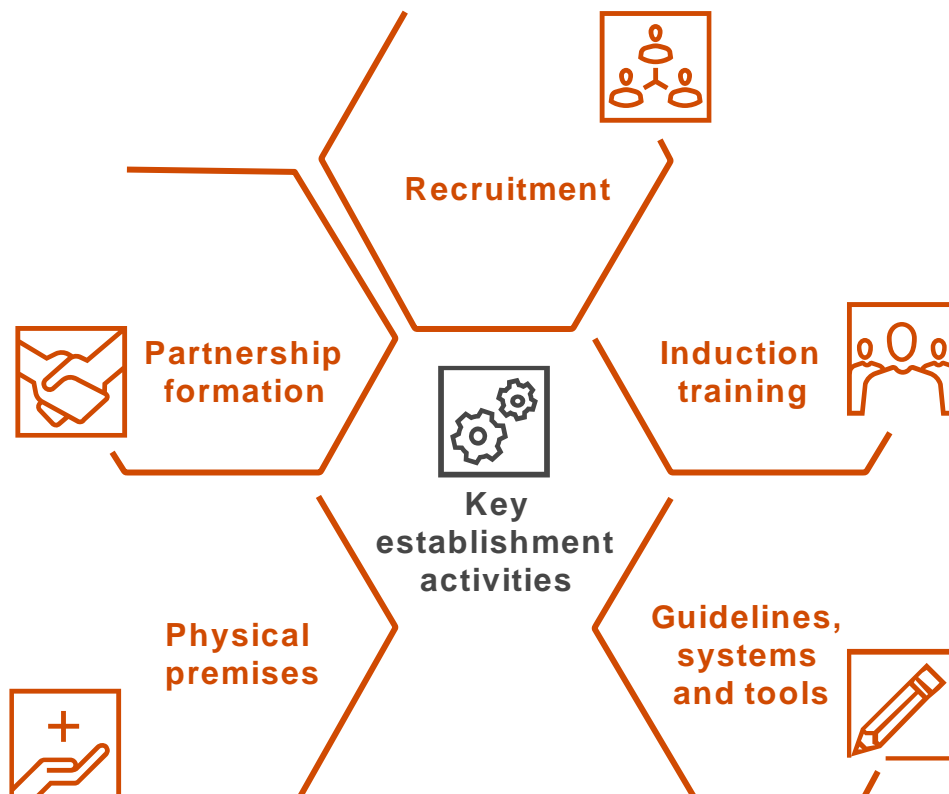 Recruitment
Partnership
formation
Induction
training
Key
establishment
activities
Physical
premises
Guidelines,
systems
and tools